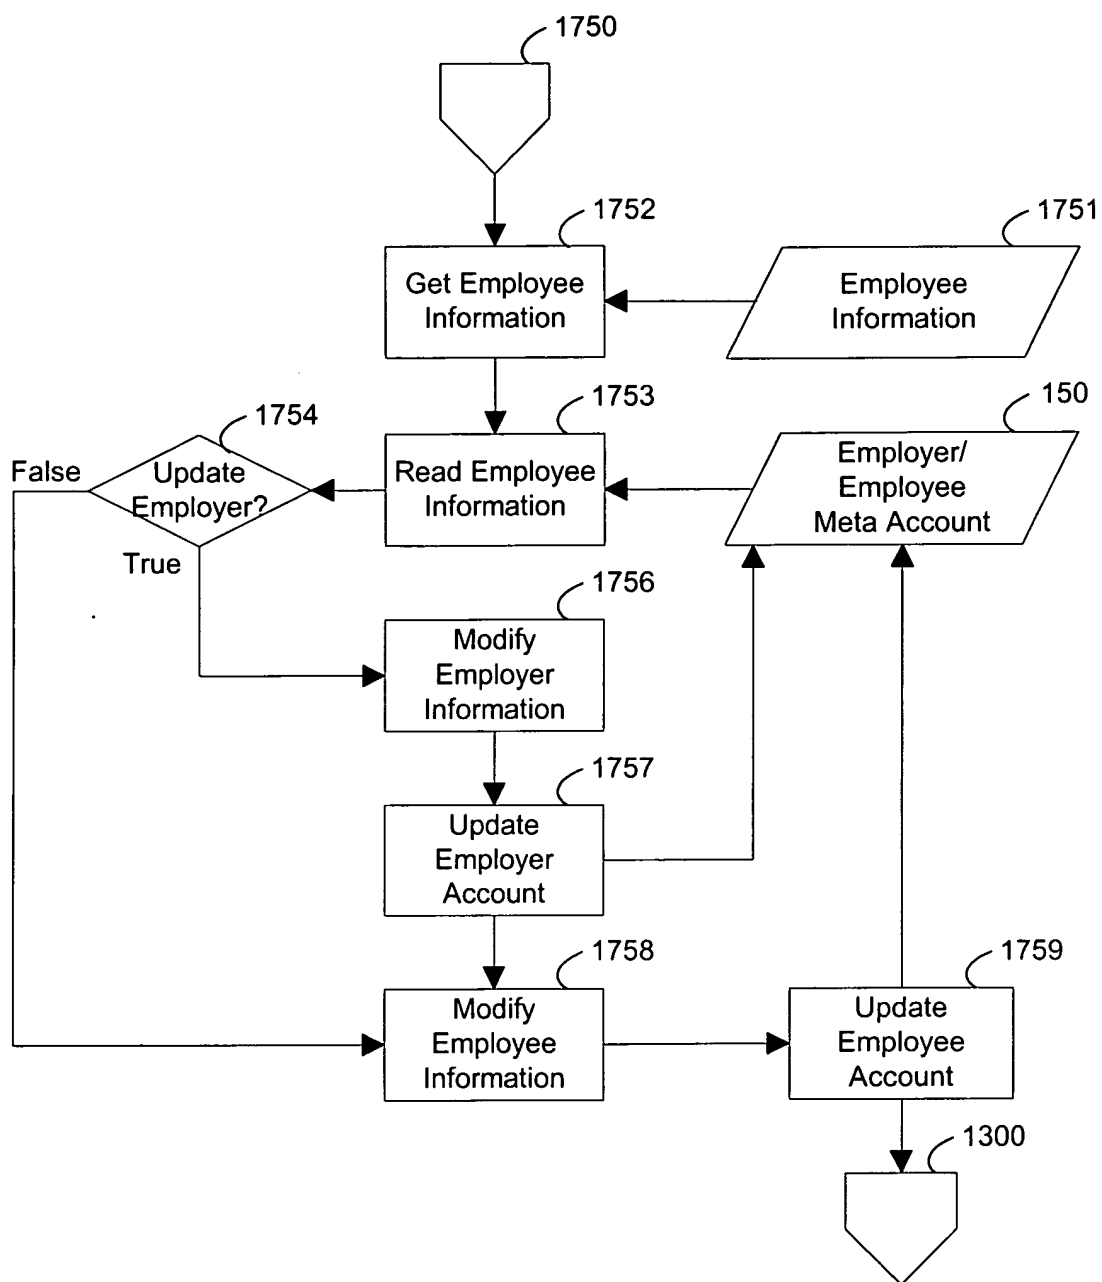 1750
1752
1751
Get Employee
Information
Employee
Information
1753
150
1754
False
Update
Employer?
Read Employee
Information
Employer/
Employee
Meta Account
True
1756
Modify
Employer
Information
1757
Update
Employer
Account
1758
1759
Modify
Employee
Information
Update
Employee
Account
1300